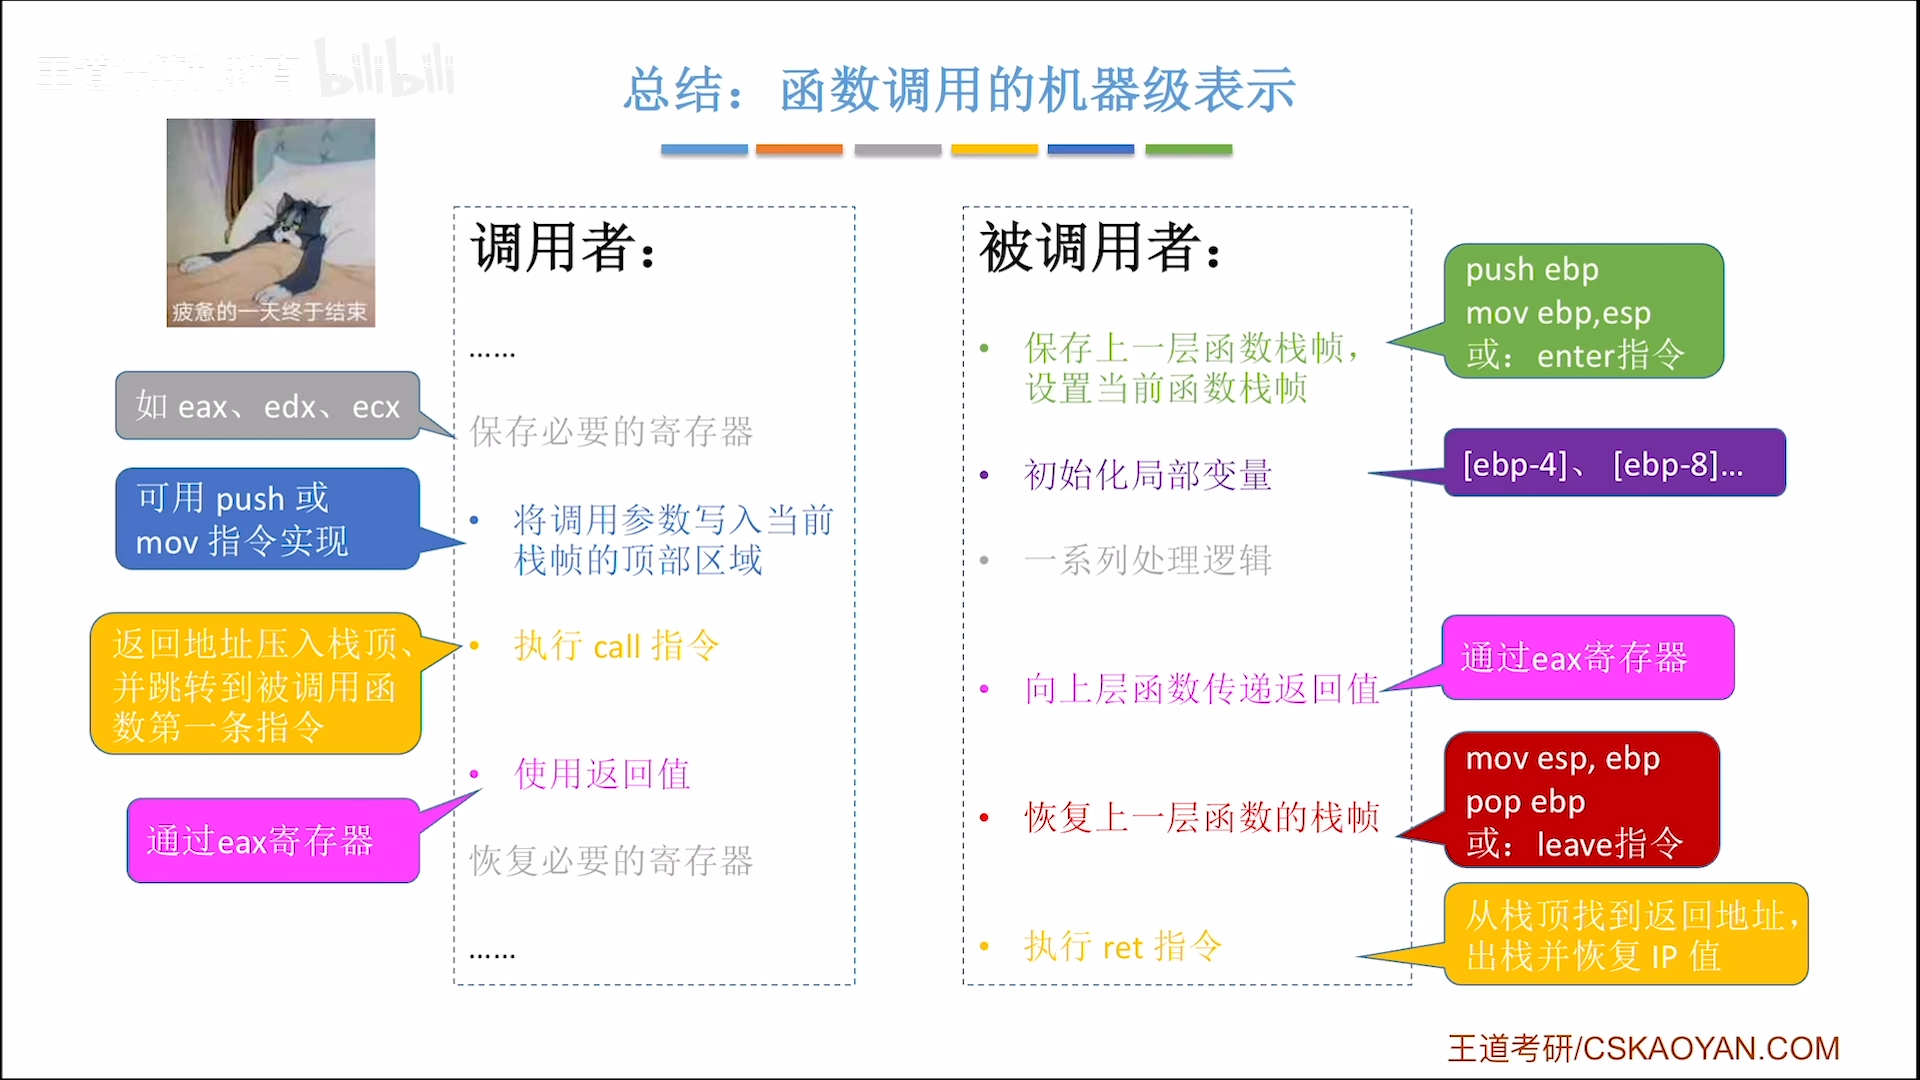 bilibili
总结：函数调用的机器级表示
疲惫的一天终于结束
调用者：
……
如 eax、edx、ecx
保存必要的寄存器
可用 push 或
mov 指令实现
• 将调用参数写入当前
栈帧的顶部区域
返回地址压入栈顶、
并跳转到被调用函
数第一条指令
• 执行 call 指令
• 使用返回值
通过eax寄存器
恢复必要的寄存器
……
被调用者：
• 保存上一层函数栈帧，
设置当前函数栈帧
push ebp
mov ebp,esp
或：enter指令
• 初始化局部变量
[ebp-4]、 [ebp-8]...
• 一系列处理逻辑
• 向上层函数传递返回值
通过eax寄存器
• 恢复上一层函数的栈帧
mov esp, ebp
pop ebp
或：leave指令
• 执行 ret 指令
从栈顶找到返回地址，
出栈并恢复 IP 值
王道考研/CSKAOYAN.COM